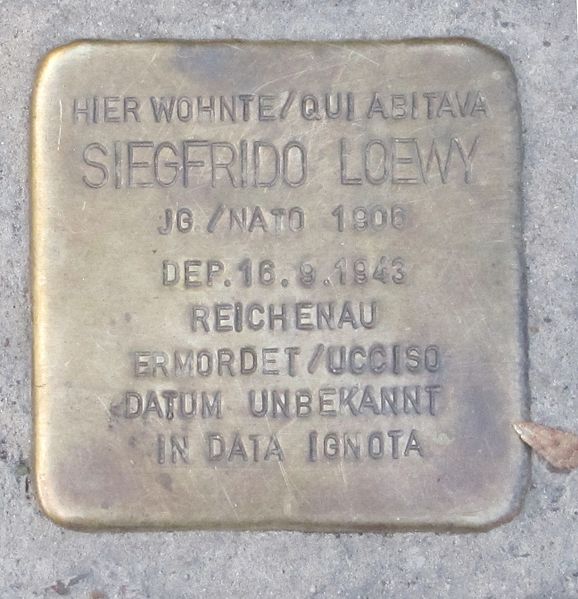 HIER WOHNTE/QUI ABITAVA
SIEGFRIDO LOEWY
JG./NATO 1906
DEP. 16.9.1943
REICHENAU
ERMORDET/UCCISO
DATUM UNBEKANNT
IN DATA IGNOTA